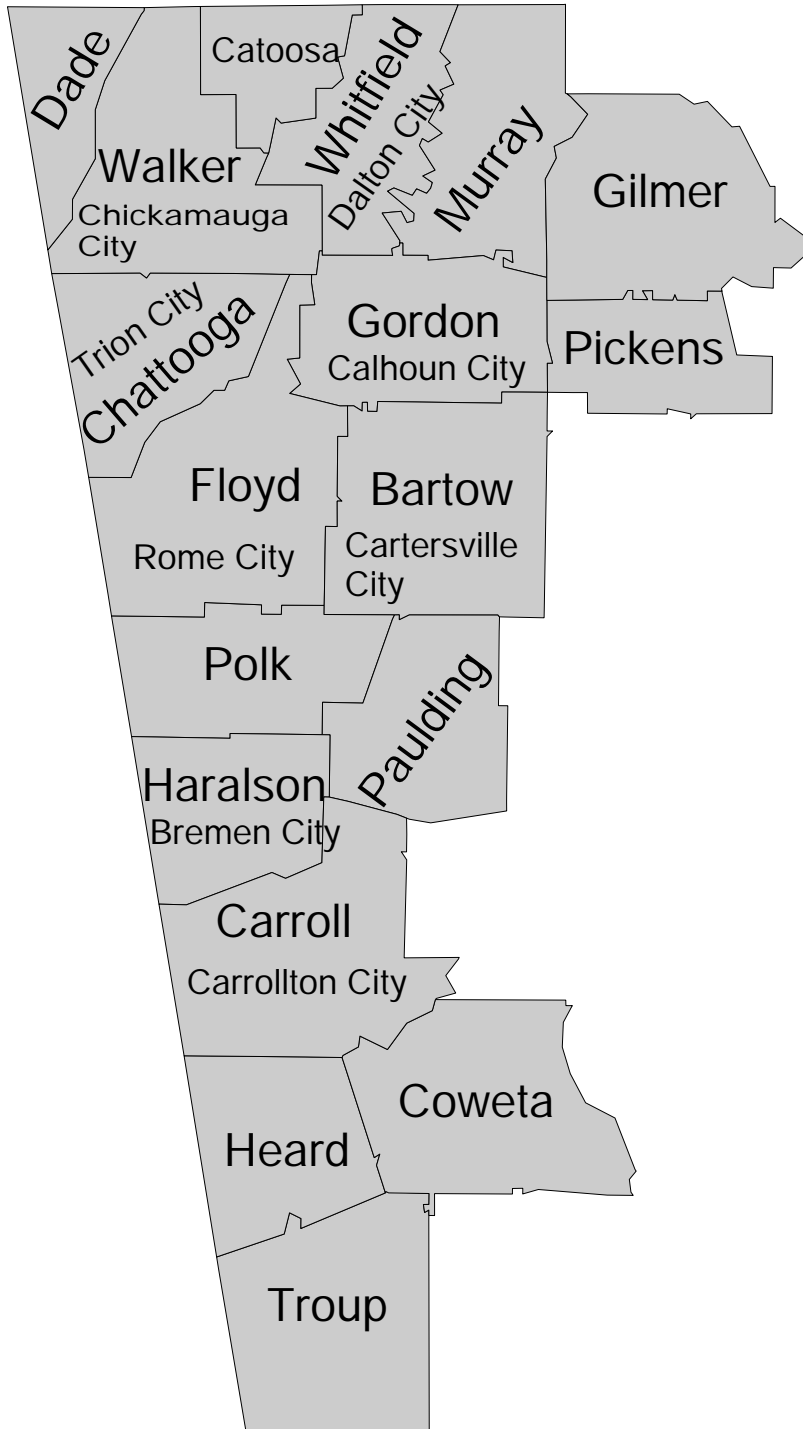 Dade
Catoosa
Whitfield
Dalton City
Murray
Walker
Chickamauga
City
Gilmer
Trion City
Chattooga
Gordon
Calhoun City
Pickens
Floyd
Rome City
Bartow
Cartersville
City
Polk
Paulding
Haralson
Bremen City
Carroll
Carrollton City
Coweta
Heard
Troup